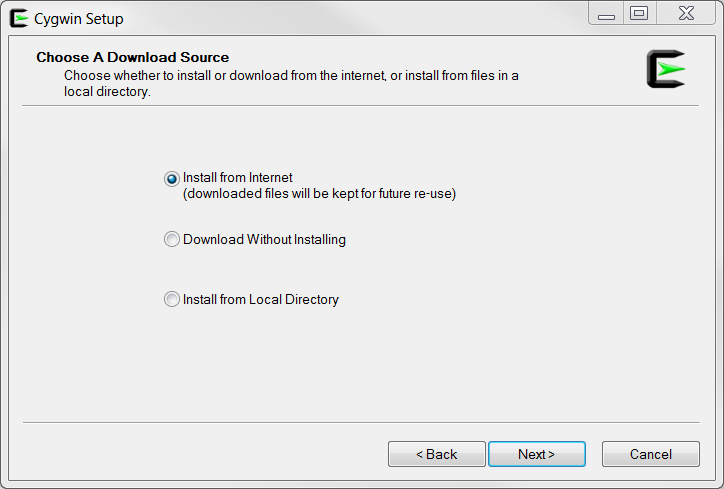 Cygwin Setup
Choose A Download Source
Choose whether to install or download from the internet, or install from files in a
local directory.
Install from Internet
(downloaded files will be kept for future re-use)
Download Without Installing
Install from Local Directory
< Back
Next >
Cancel